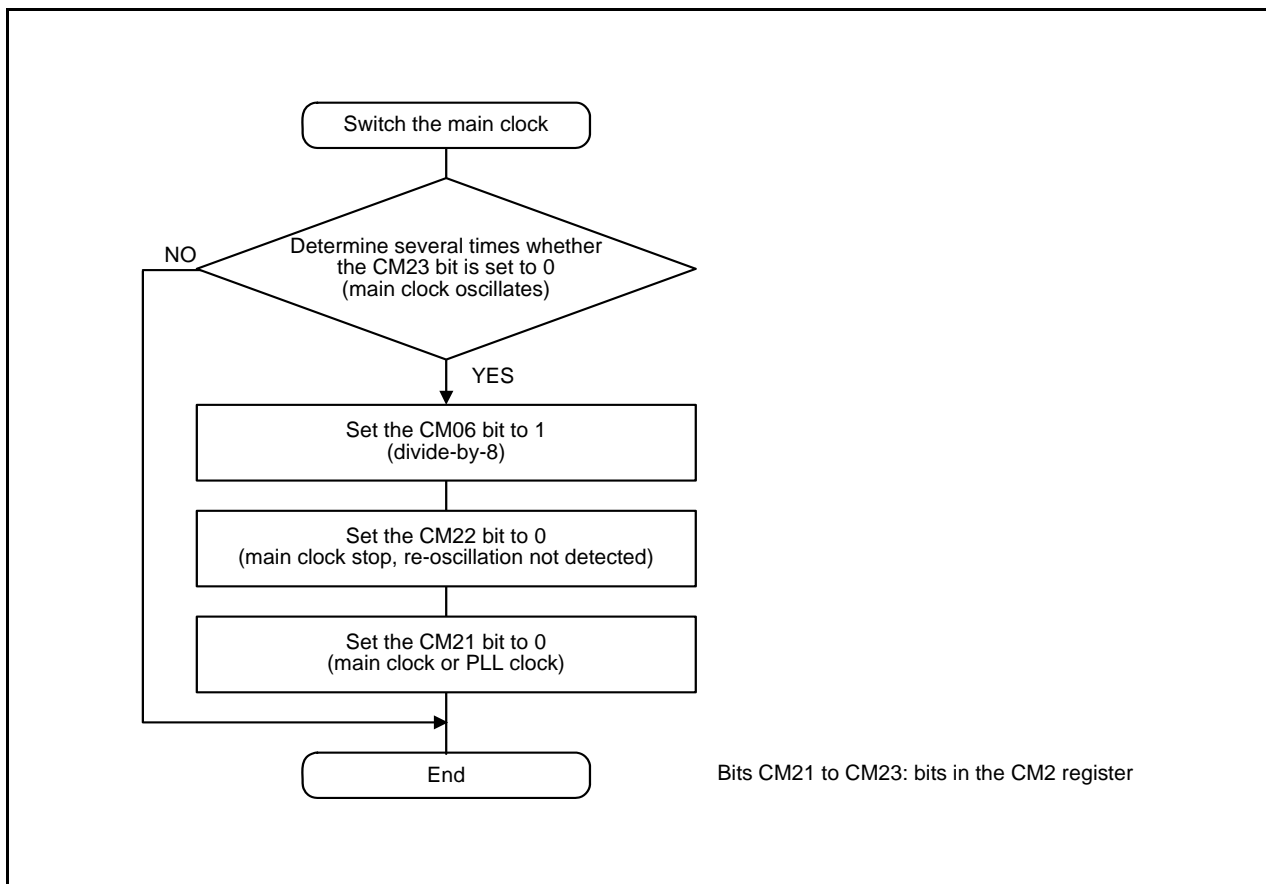 Switch the main clock
Determine several times whether
the CM23 bit is set to 0
(main clock oscillates)
NO
YES
Set the CM06 bit to 1
(divide-by-8)
Set the CM22 bit to 0
(main clock stop, re-oscillation not detected)
Set the CM21 bit to 0
(main clock or PLL clock)
End
Bits CM21 to CM23: bits in the CM2 register